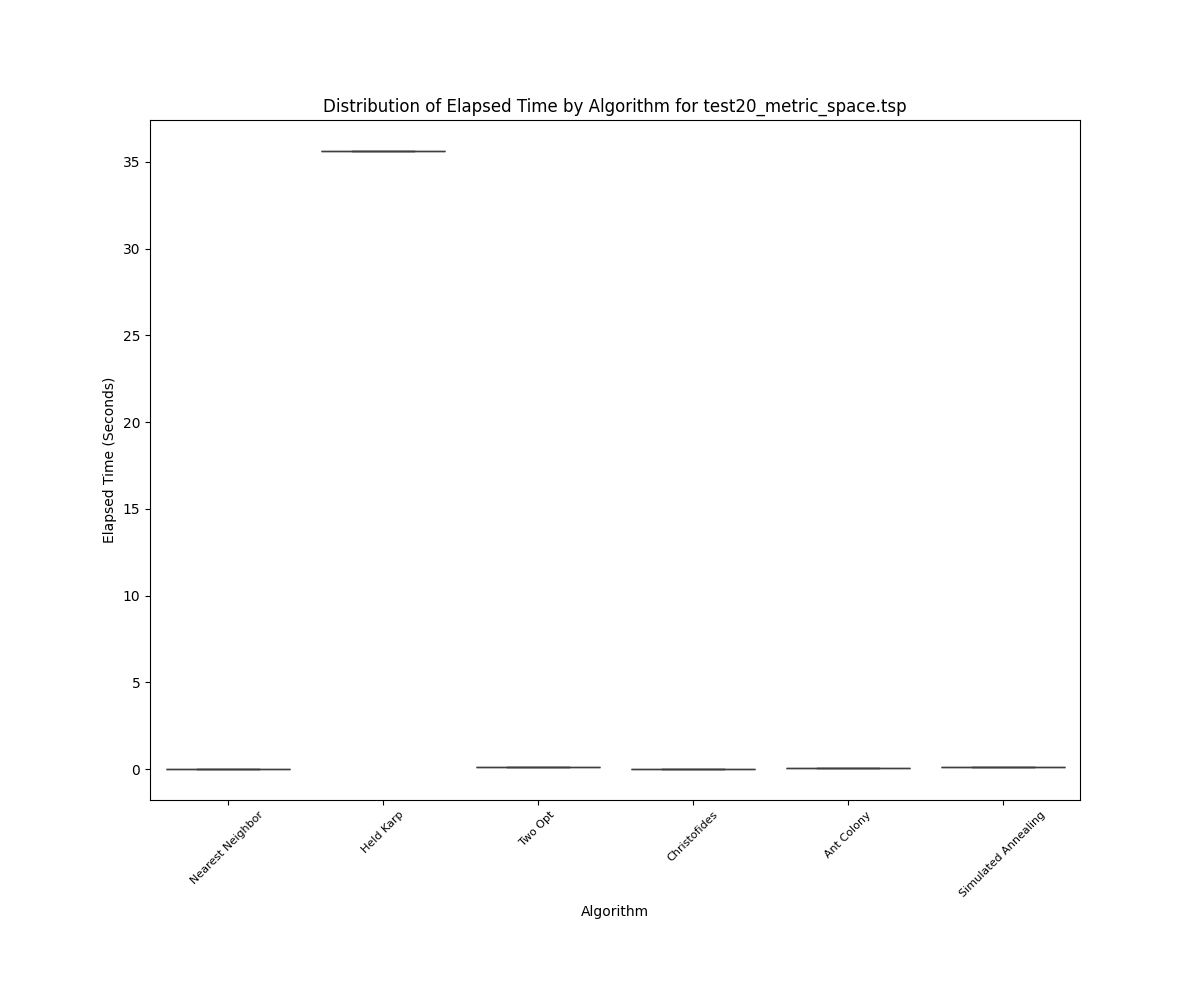 Distribution of Elapsed Time by Algorithm for test20_metric_space.tsp
Elapsed Time (Seconds)
35
30
25
20
15
10
5
0
Nearest Neighbor
Held Karp
Two Opt
Christofides
Ant Colony
Simulated Annealing
Algorithm